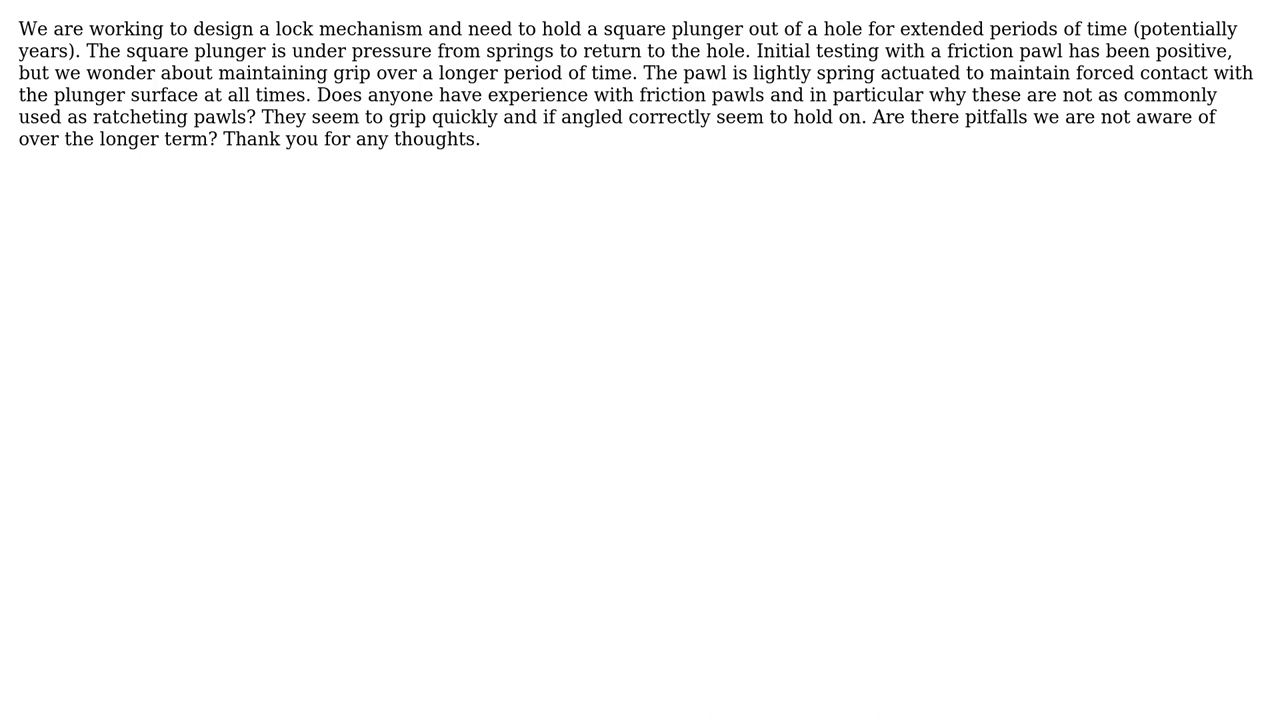 We are working to design a lock mechanism and need to hold a square plunger out of a hole for extended periods of time (potentially
years). The square plunger is under pressure from springs to return to the hole. Initial testing with a friction pawl has been positive,
but we wonder about maintaining grip over a longer period of time. The pawl is lightly spring actuated to maintain forced contact with
the plunger surface at all times. Does anyone have experience with friction pawls and in particular why these are not as commonly
used as ratcheting pawls? They seem to grip quickly and if angled correctly seem to hold on. Are there pitfalls we are not aware of
over the longer term? Thank you for any thoughts.